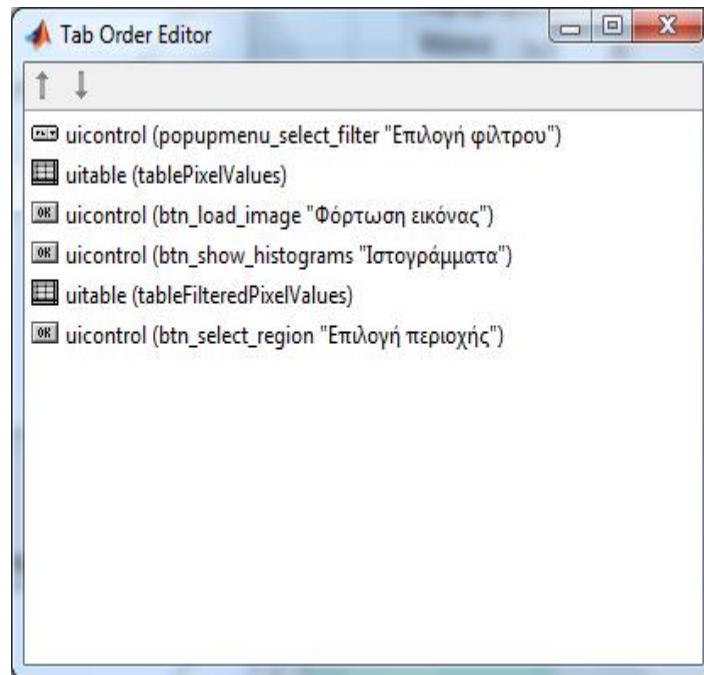 Tab Order Editor
uicontrol (popupmenu_select_filter "Επιλογή φίλτρου")
uitable (tablePixelValues)
uicontrol (btn_load_image "Φόρτωση εικόνας")
uicontrol (btn_show_histograms "Ιστογράμματα")
uitable (tableFilteredPixelValues)
uicontrol (btn_select_region "Επιλογή περιοχής")